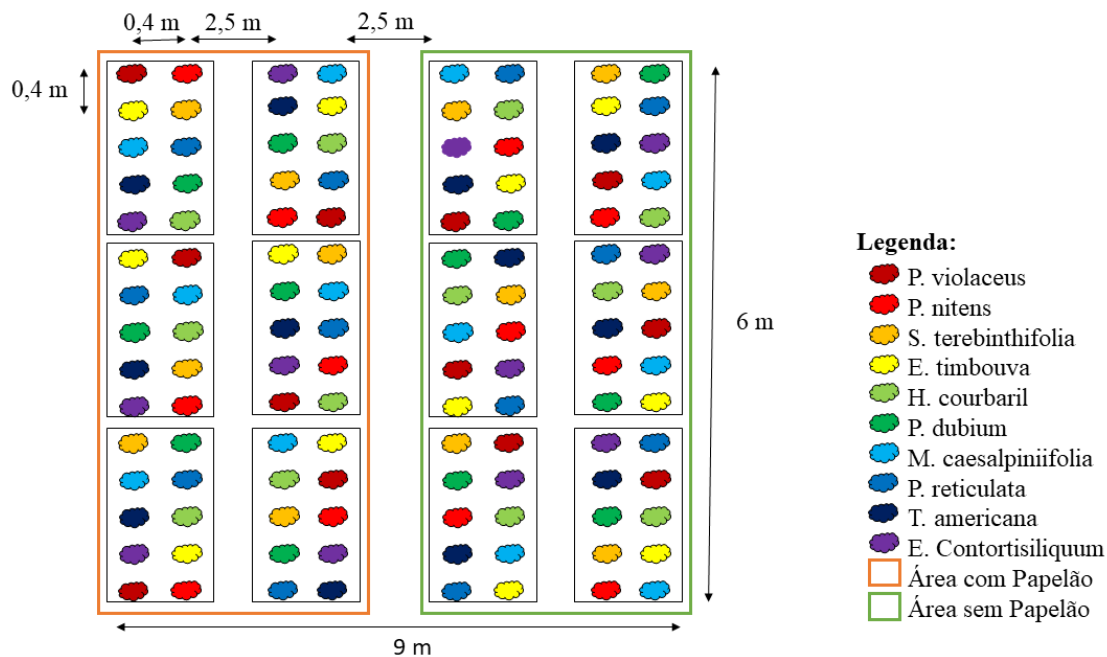 0,4 m
2,5 m
2,5 m
0,4 m
6 m
9 m
Legenda:
P. violaceus
P. nitens
S. terebinthifolia
E. timbouva
H. courbaril
P. dubium
M. caesalpiniifolia
P. reticulata
T. americana
E. Contortisiliquum
Área com Papelão
Área sem Papelão